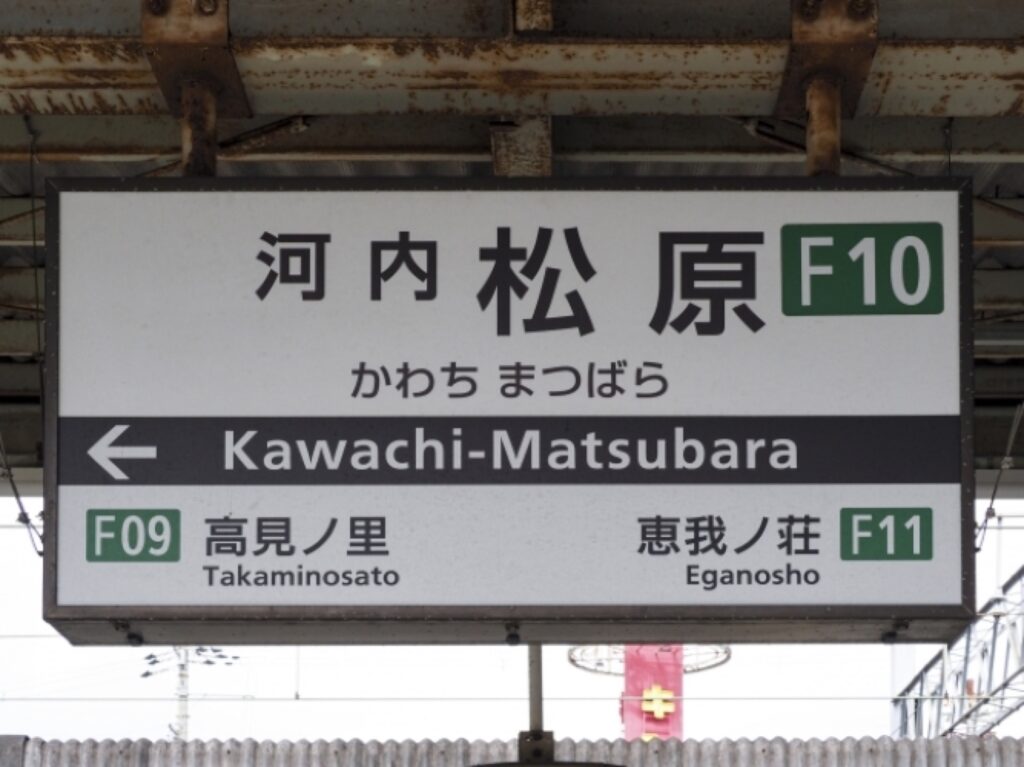 河内松原 F10
かわち まつばら
← Kawachi-Matsubara
F09 高見ノ里 恵我ノ荘 F11
Takaminosato Eganosho